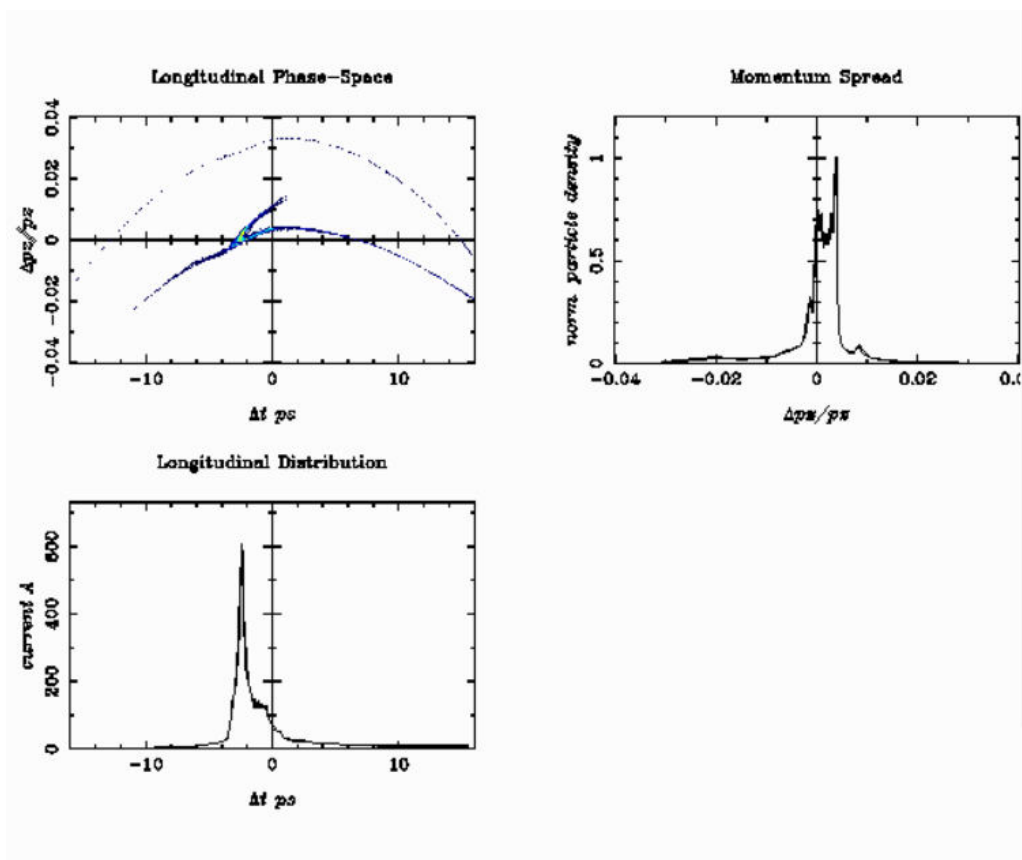 Longitudinal Phase-Space
Δpz/pz
0.04
0.02
0
-0.02
-0.04
-10 0 10
Δt ps
Momentum Spread
norm. particle density
1
0.5
0
-0.04 -0.02 0 0.02 0.0
Δpz/pz
Longitudinal Distribution
current A
600
400
200
0
-10 0 10
Δt ps